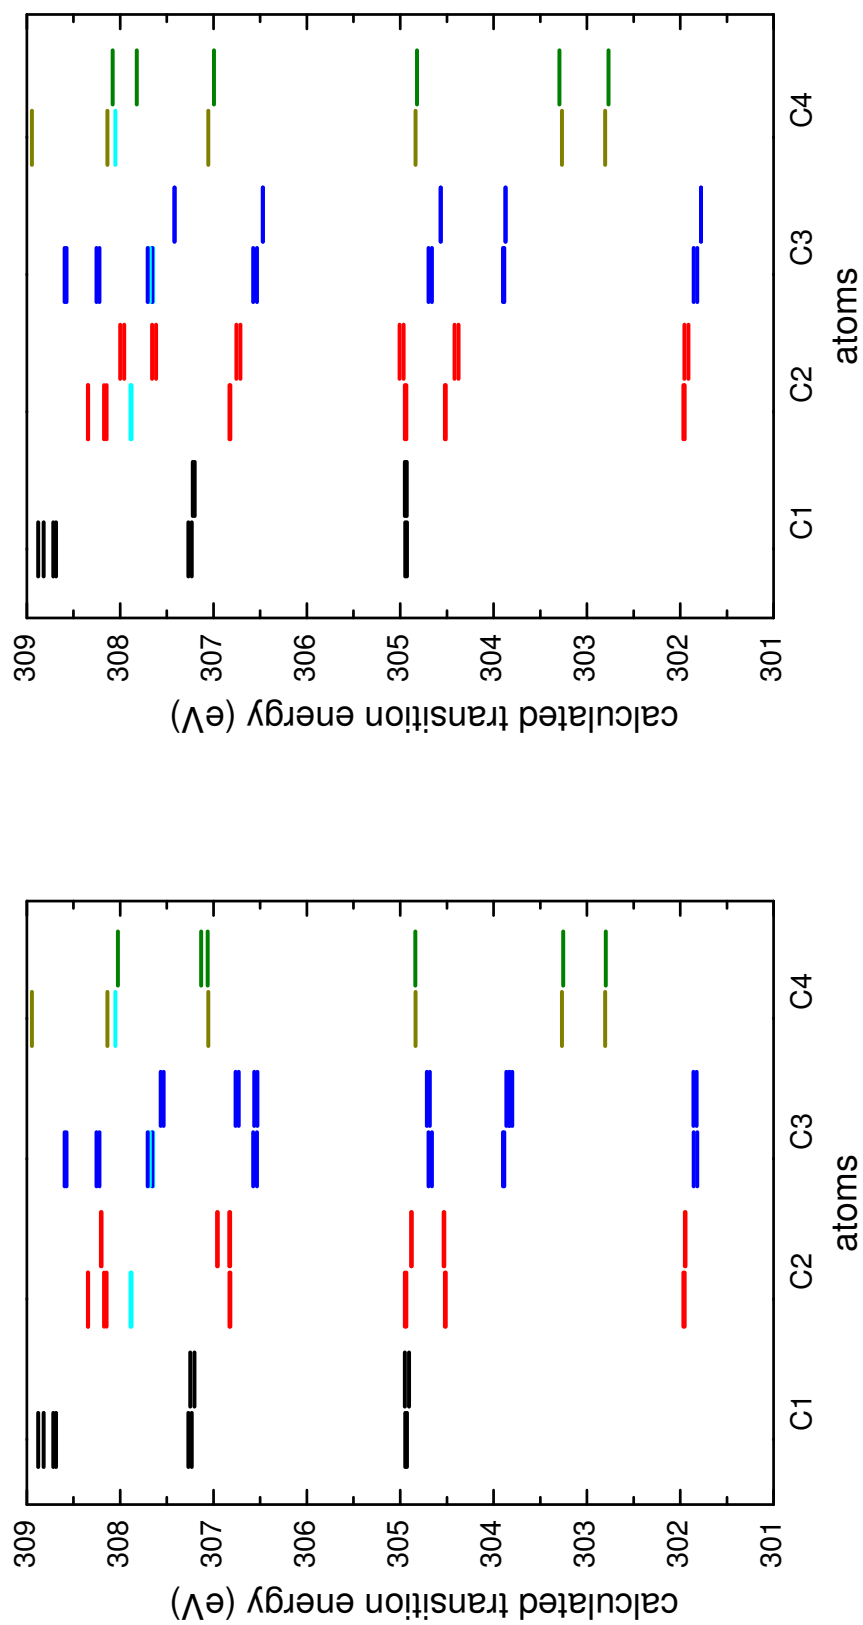 calculated transition energy (eV)
309
308
307
306
305
304
303
302
301
C1
C2
C3
C4
atoms
calculated transition energy (eV)
309
308
307
306
305
304
303
302
301
C1
C2
C3
C4
atoms